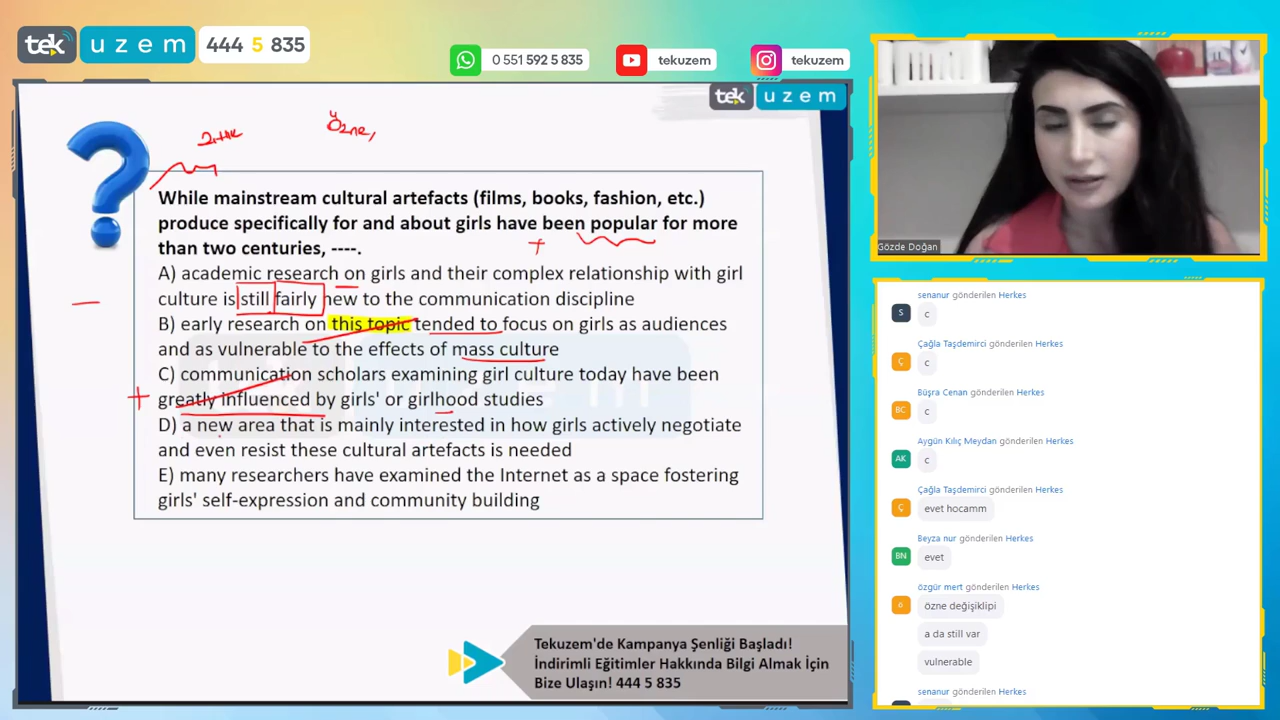 tek uzem 444 5 835
0 551 592 5 835
tekuzem
tekuzem
tek uzem
Özne,
While mainstream cultural artefacts (films, books, fashion, etc.)
produce specifically for and about girls have been popular for more
than two centuries, ----.
A) academic research on girls and their complex relationship with girl
culture is still fairly new to the communication discipline
B) early research on this topic tended to focus on girls as audiences
and as vulnerable to the effects of mass culture
C) communication scholars examining girl culture today have been
greatly influenced by girls' or girlhood studies
D) a new area that is mainly interested in how girls actively negotiate
and even resist these cultural artefacts is needed
E) many researchers have examined the Internet as a space fostering
girls' self-expression and community building
Tekuzem'de Kampanya Şenliği Başladı!
İndirimli Eğitimler Hakkında Bilgi Almak İçin
Bize Ulaşın! 444 5 835
Gözde Doğan
senanur gönderilen Herkes
S
c
Çağla Taşdemirci gönderilen Herkes
Ç
c
Büşra Cenan gönderilen Herkes
BC
c
Aygün Kılıç Meydan gönderilen Herkes
AK
c
Çağla Taşdemirci gönderilen Herkes
Ç
evet hocamm
Beyza nur gönderilen Herkes
BN
evet
özgür mert gönderilen Herkes
özne değişiklipi
a da still var
vulnerable
senanur gönderilen Herkes